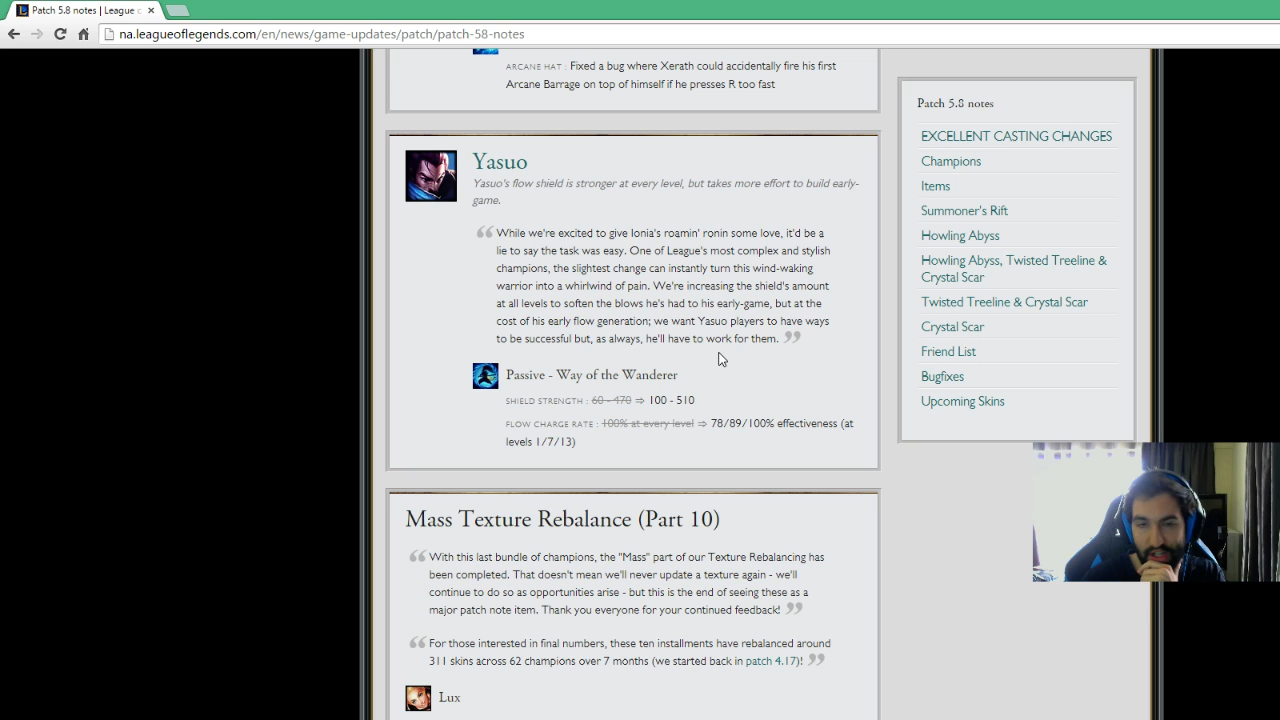 Patch 5.8 notes | League o
na.leagueoflegends.com/en/news/game-updates/patch/patch-58-notes
ARCANE HAT : Fixed a bug where Xerath could accidentally fire his first
Arcane Barrage on top of himself if he presses R too fast
Yasuo
Yasuo's flow shield is stronger at every level, but takes more effort to build early-
game.
While we're excited to give Ionia's roamin' ronin some love, it'd be a
lie to say the task was easy. One of League's most complex and stylish
champions, the slightest change can instantly turn this wind-waking
warrior into a whirlwind of pain. We're increasing the shield's amount
at all levels to soften the blows he's had to his early-game, but at the
cost of his early flow generation; we want Yasuo players to have ways
to be successful but, as always, he'll have to work for them.
Passive - Way of the Wanderer
SHIELD STRENGTH : 60 - 470 ⇒ 100 - 510
FLOW CHARGE RATE : 100% at every level ⇒ 78/89/100% effectiveness (at
levels 1/7/13)
Mass Texture Rebalance (Part 10)
With this last bundle of champions, the "Mass" part of our Texture Rebalancing has
been completed. That doesn't mean we'll never update a texture again - we'll
continue to do so as opportunities arise - but this is the end of seeing these as a
major patch note item. Thank you everyone for your continued feedback!
For those interested in final numbers, these ten installments have rebalanced around
311 skins across 62 champions over 7 months (we started back in patch 4.17)!
Lux
Patch 5.8 notes
EXCELLENT CASTING CHANGES
Champions
Items
Summoner's Rift
Howling Abyss
Howling Abyss, Twisted Treeline &
Crystal Scar
Twisted Treeline & Crystal Scar
Crystal Scar
Friend List
Bugfixes
Upcoming Skins